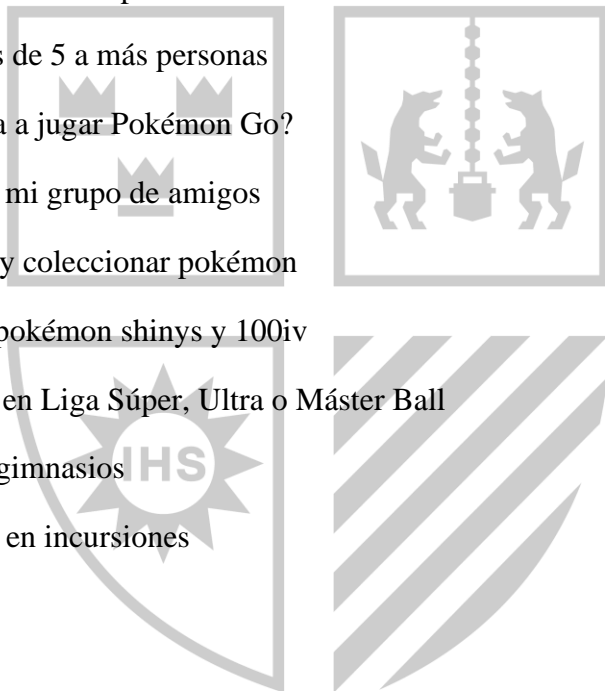 s de 5 a más personas
a a jugar Pokémon Go?
mi grupo de amigos
y coleccionar pokémon
pokémon shinys y 100iv
en Liga Súper, Ultra o Máster Ball
gimnasios
IHS
en incursiones